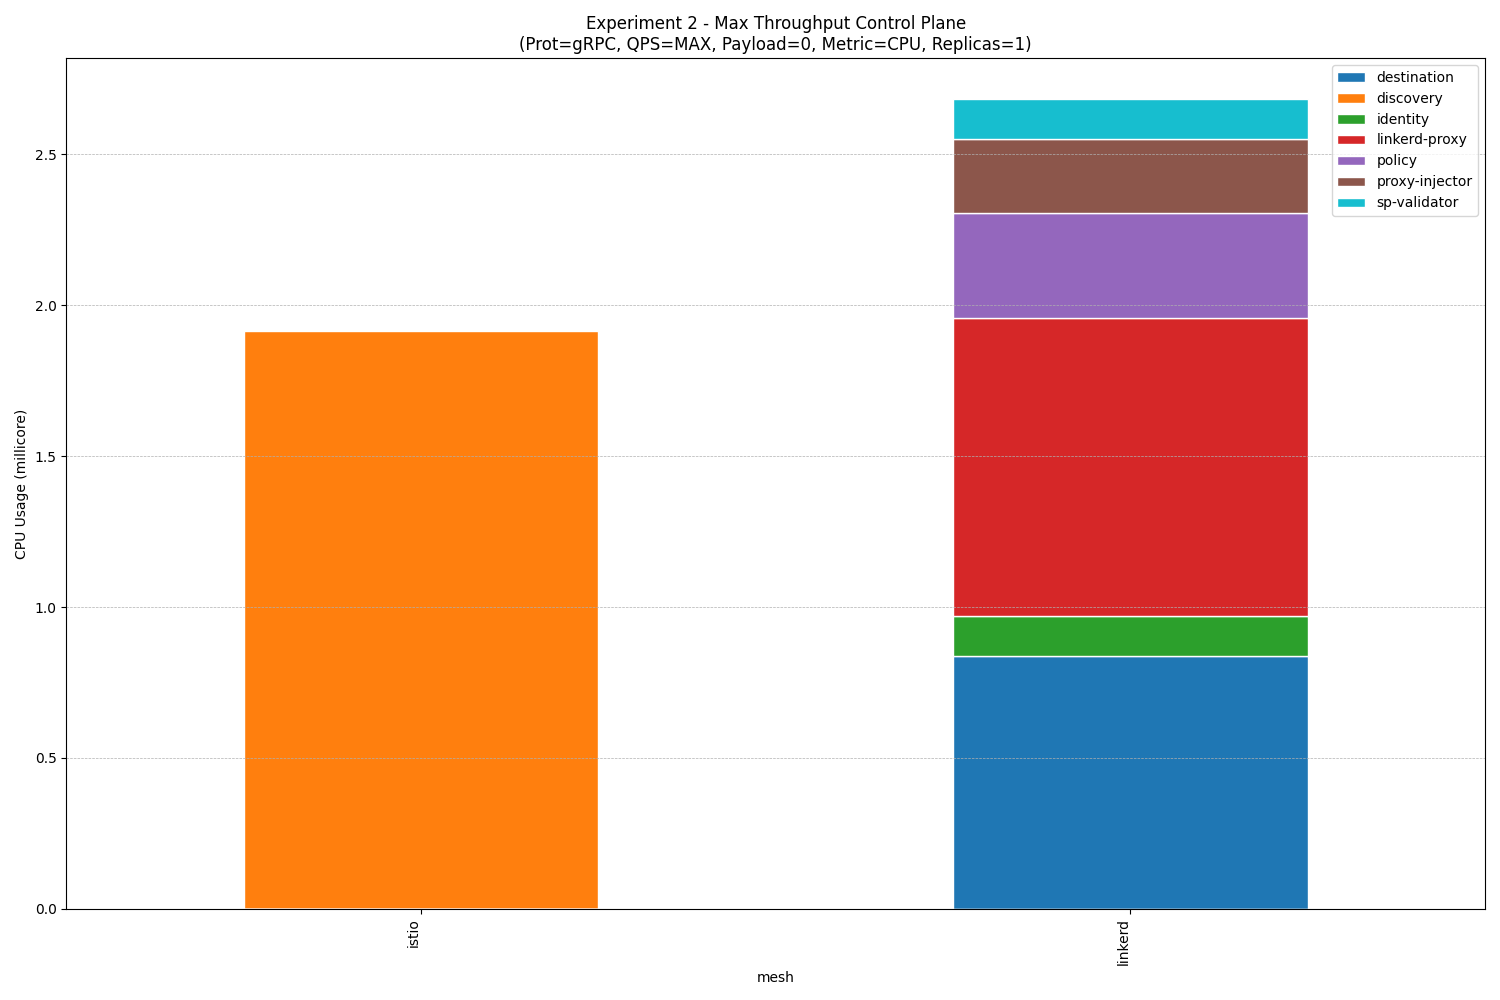 Experiment 2 - Max Throughput Control Plane
(Prot=gRPC, QPS=MAX, Payload=0, Metric=CPU, Replicas=1)
destination
discovery
identity
linkerd-proxy
policy
proxy-injector
sp-validator
CPU Usage (millicore)
2.5
2.0
1.5
1.0
0.5
0.0
istio
linkerd
mesh